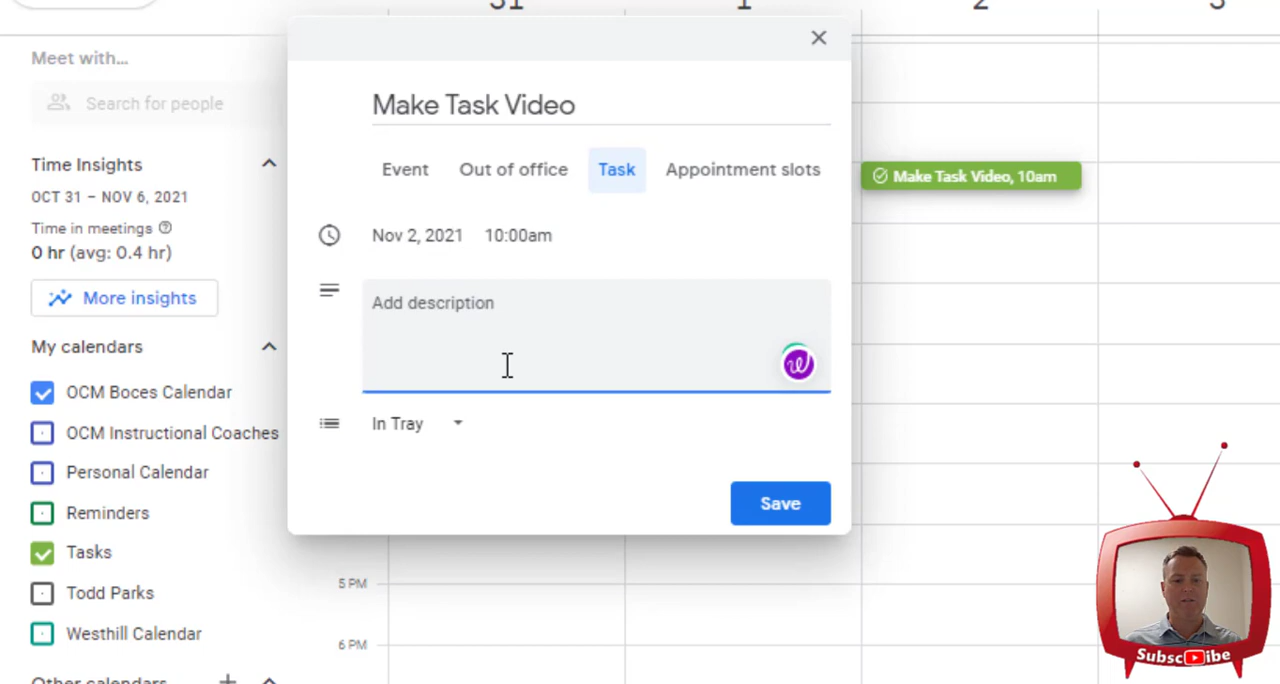 31 1 2 3
Meet with...
Search for people
Time Insights
OCT 31 – NOV 6, 2021
Time in meetings
0 hr (avg: 0.4 hr)
More insights
My calendars
OCM Boces Calendar
OCM Instructional Coaches
Personal Calendar
Reminders
Tasks
Todd Parks
Westhill Calendar
Other calendars
Make Task Video
Event Out of office Task Appointment slots
Nov 2, 2021 10:00am
Add description
In Tray
Save
Make Task Video, 10am
5 PM
6 PM
Subscribe